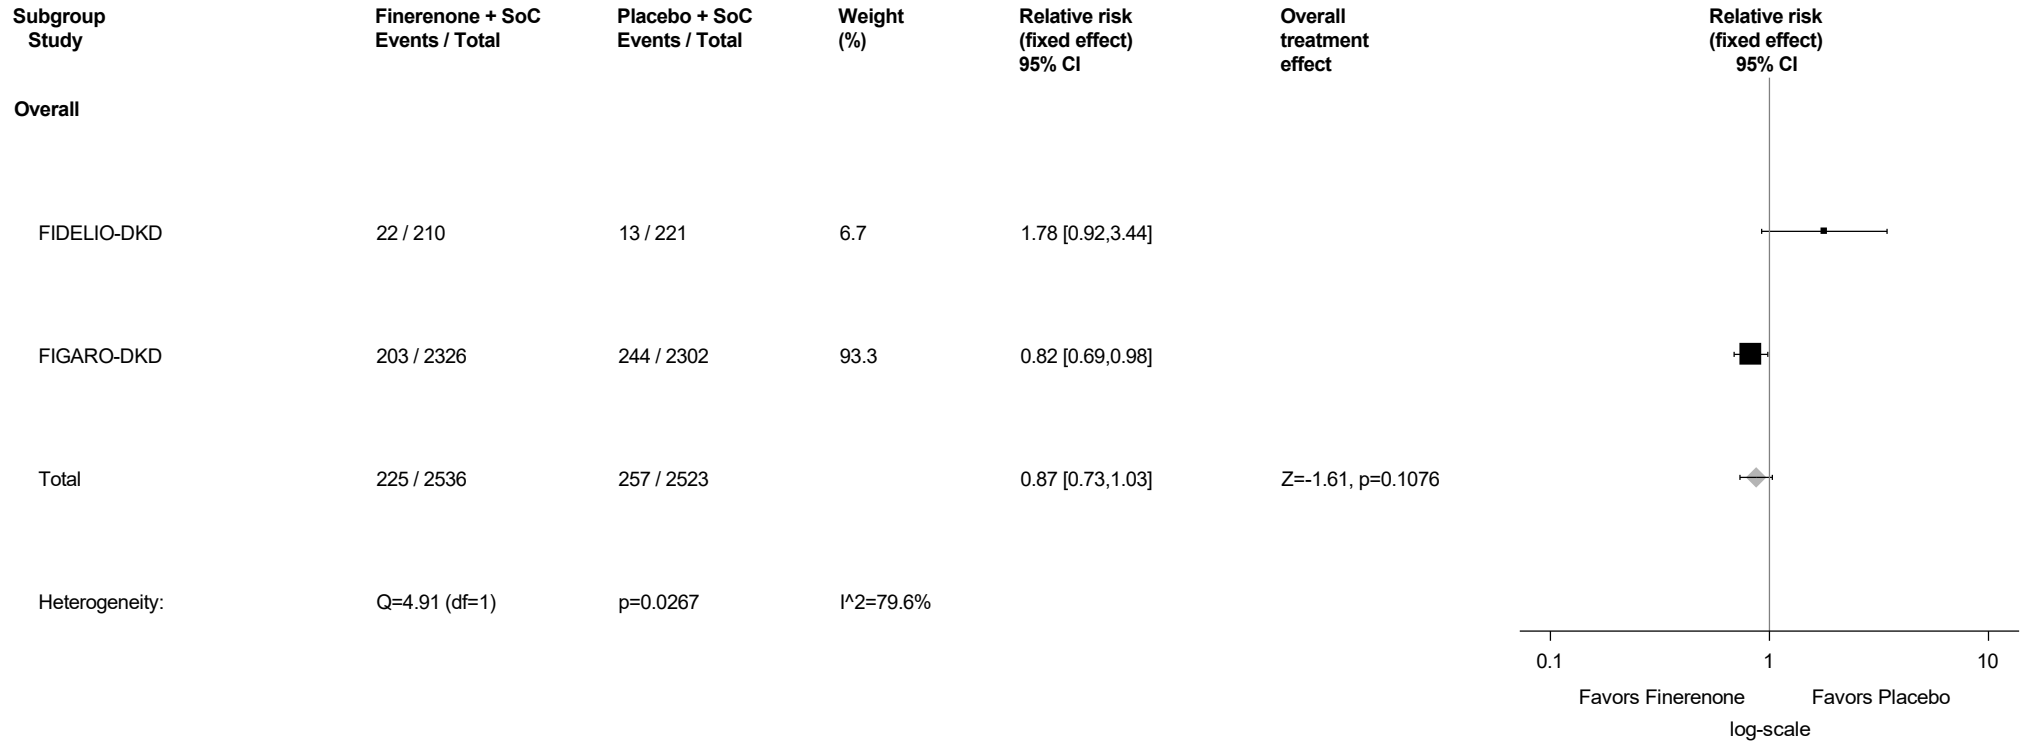 Subgroup Finerenone + SoC Placebo + SoC Weight Relative risk Overall Relative risk
Study Events / Total Events / Total (%) (fixed effect) treatment (fixed effect)
95% CI effect 95% CI
Overall
FIDELIO-DKD 22 / 210 13 / 221 6.7 1.78 [0.92,3.44]
FIGARO-DKD 203 / 2326 244 / 2302 93.3 0.82 [0.69,0.98]
Total 225 / 2536 257 / 2523 0.87 [0.73,1.03] Z=-1.61, p=0.1076
Heterogeneity: Q=4.91 (df=1) p=0.0267 I^2=79.6%
0.1 1 10
Favors Finerenone Favors Placebo
log-scale